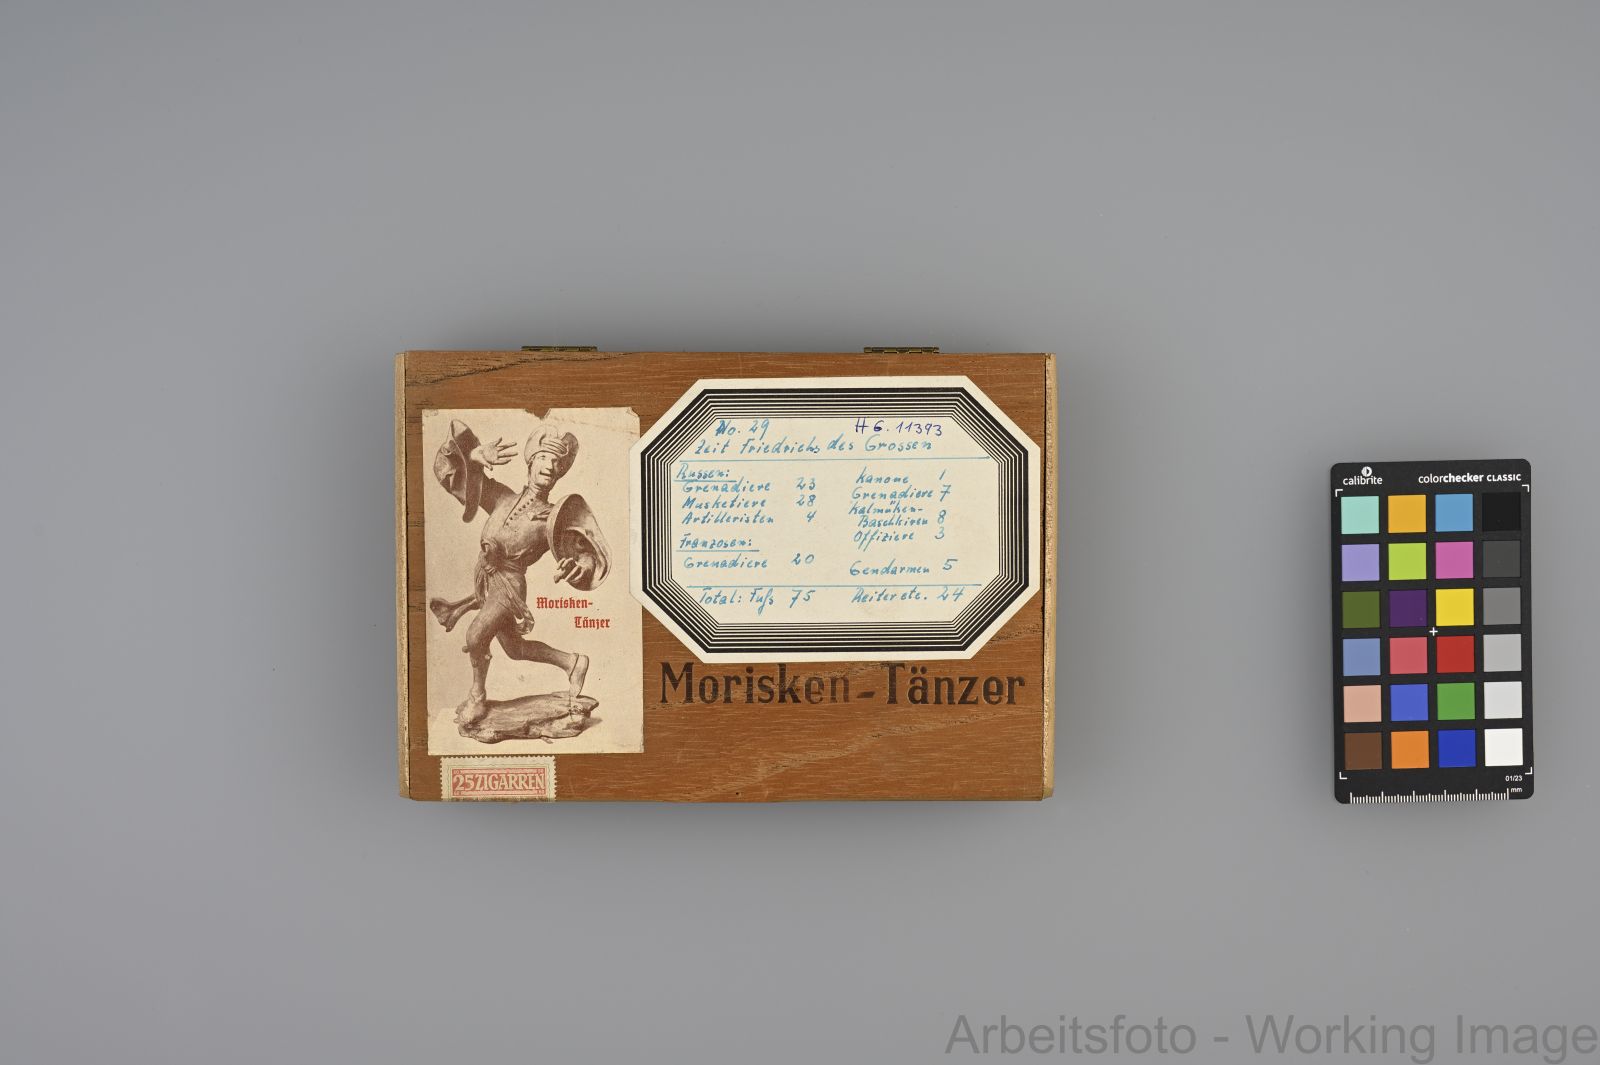 No. 29 HG. 11393
Zeit Friedrichs des Grossen
Russen:
Grenadiere 23 Kanone 1
Musketiere 28 Grenadiere 7
Artilleristen 4 Kalmüken-
Baschkiren 8
Franzosen: Offiziere 3
Grenadiere 20 Gendarmen 5
Total: Fuß 75 Reiter etc. 24
Morisken-
Tänzer
Morisken-Tänzer
25 ZIGARREN
calibrite colorchecker CLASSIC
01/23
mm
Arbeitsfoto - Working Image